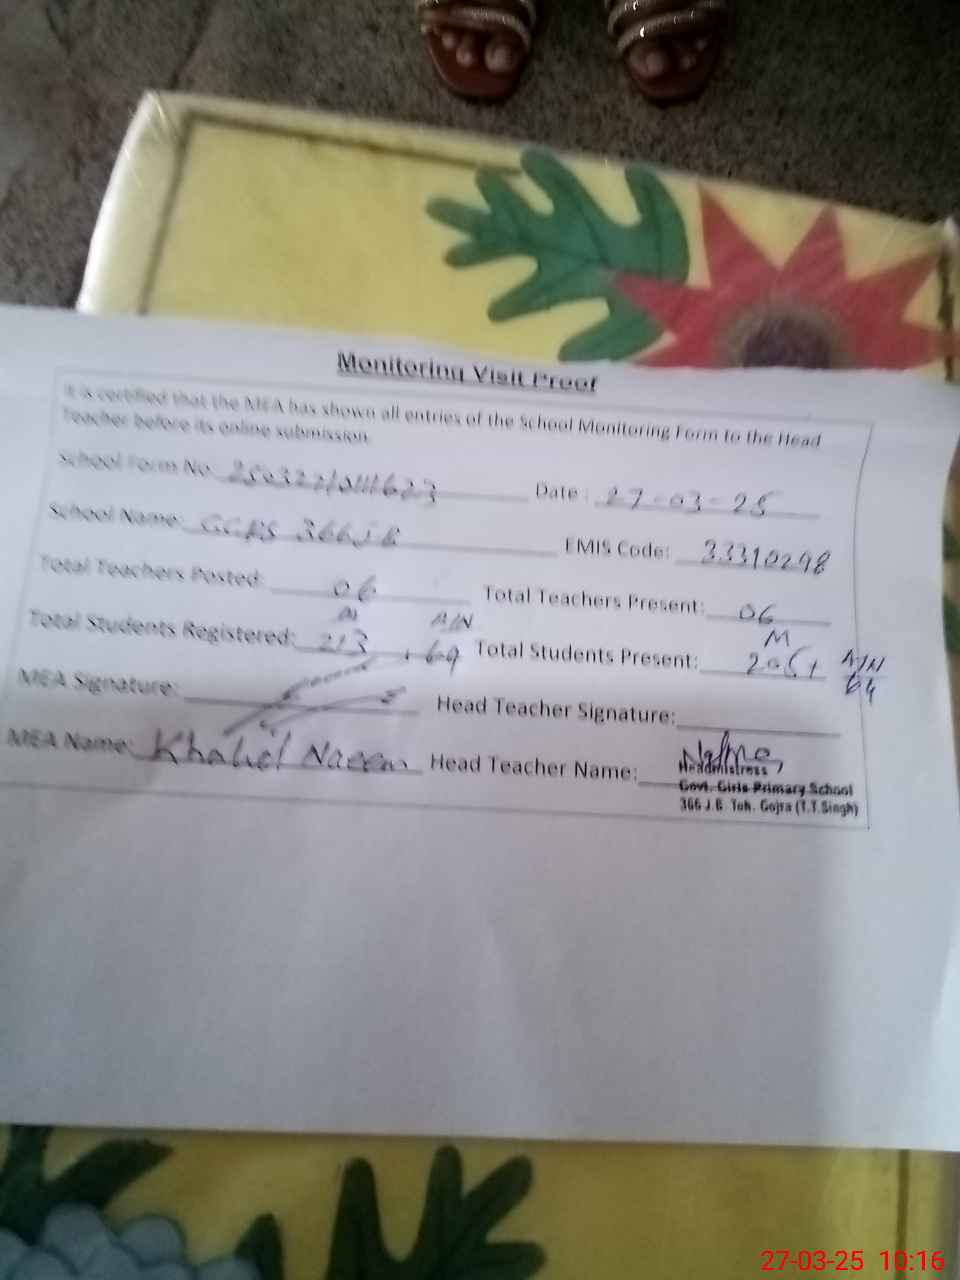 Monitoring Visit Proof
It is certified that the MEA has shown all entries of the School Monitoring Form to the Head
Teacher before its online submission.
School Form No.
Date: 27-03-25
School Name: GGPS 366 JB
EMIS Code: 33310298
Total Teachers Posted: 06
Total Teachers Present: 06
M A/N
Total Students Registered: 213, 69
M
Total Students Present: A/N
64
MEA Signature:
Head Teacher Signature:
MEA Name: Khalid Naeem
Head Teacher Name:
Headmistress
Govt. Girls Primary School
366 J.B. Teh. Gojra (T.T.Singh)
27-03-25 10:16